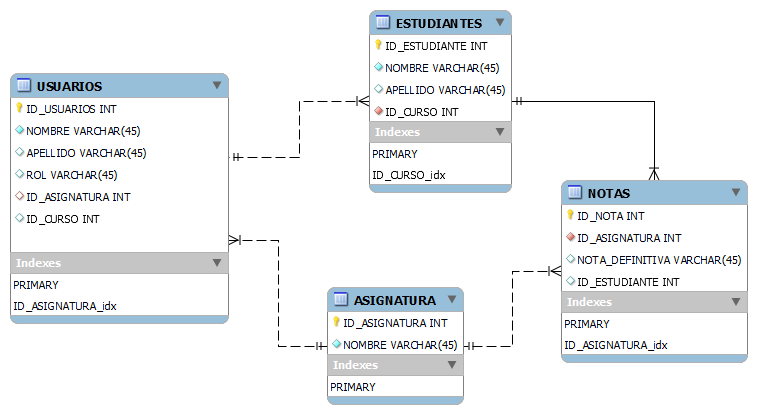 USUARIOS
ID_USUARIOS INT
NOMBRE VARCHAR(45)
APELLIDO VARCHAR(45)
ROL VARCHAR(45)
ID_ASIGNATURA INT
ID_CURSO INT
Indexes
PRIMARY
ID_ASIGNATURA_idx
ESTUDIANTES
ID_ESTUDIANTE INT
NOMBRE VARCHAR(45)
APELLIDO VARCHAR(45)
ID_CURSO INT
Indexes
PRIMARY
ID_CURSO_idx
ASIGNATURA
ID_ASIGNATURA INT
NOMBRE VARCHAR(45)
Indexes
PRIMARY
NOTAS
ID_NOTA INT
ID_ASIGNATURA INT
NOTA_DEFINITIVA VARCHAR(45)
ID_ESTUDIANTE INT
Indexes
PRIMARY
ID_ASIGNATURA_idx